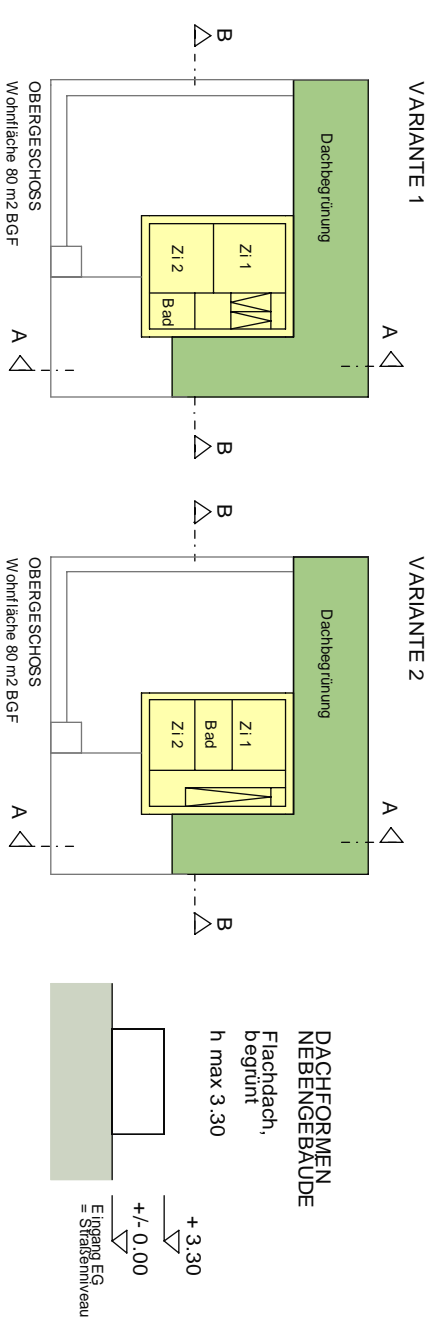 VARIANTE 1
A
Dachbegrünung
B
B
Zi 1
Zi 2
Bad
A
OBERGESCHOSS
Wohnfläche 80 m2 BGF
VARIANTE 2
A
Dachbegrünung
B
B
Zi 1
Bad
Zi 2
A
OBERGESCHOSS
Wohnfläche 80 m2 BGF
DACHFORMEN
NEBENGEBÄUDE
Flachdach,
begrünt
h max 3.30
+ 3.30
+/- 0.00
Eingang EG
= Straßenniveau